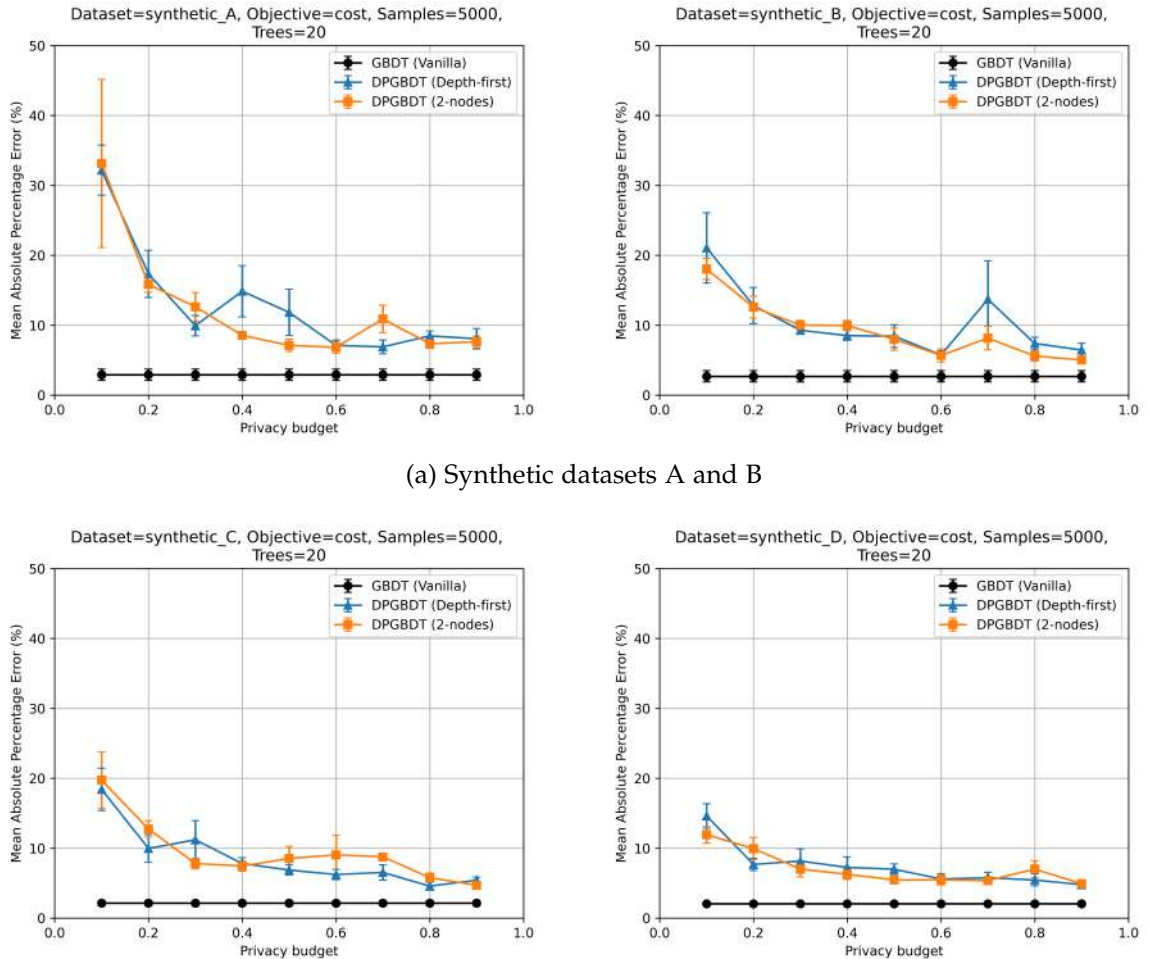 Dataset=synthetic_A, Objective=cost, Samples=5000,
Trees=20
50
40
30
20
10
0
Mean Absolute Percentage Error (%)
GBDT (Vanilla)
DPGBDT (Depth-first)
DPGBDT (2-nodes)
0.0 0.2 0.4 0.6 0.8 1.0
Privacy budget
Dataset=synthetic_B, Objective=cost, Samples=5000,
Trees=20
50
40
30
20
10
0
Mean Absolute Percentage Error (%)
GBDT (Vanilla)
DPGBDT (Depth-first)
DPGBDT (2-nodes)
0.0 0.2 0.4 0.6 0.8 1.0
Privacy budget
(a) Synthetic datasets A and B
Dataset=synthetic_C, Objective=cost, Samples=5000,
Trees=20
50
40
30
20
10
0
Mean Absolute Percentage Error (%)
GBDT (Vanilla)
DPGBDT (Depth-first)
DPGBDT (2-nodes)
0.0 0.2 0.4 0.6 0.8 1.0
Privacy budget
Dataset=synthetic_D, Objective=cost, Samples=5000,
Trees=20
50
40
30
20
10
0
Mean Absolute Percentage Error (%)
GBDT (Vanilla)
DPGBDT (Depth-first)
DPGBDT (2-nodes)
0.0 0.2 0.4 0.6 0.8 1.0
Privacy budget